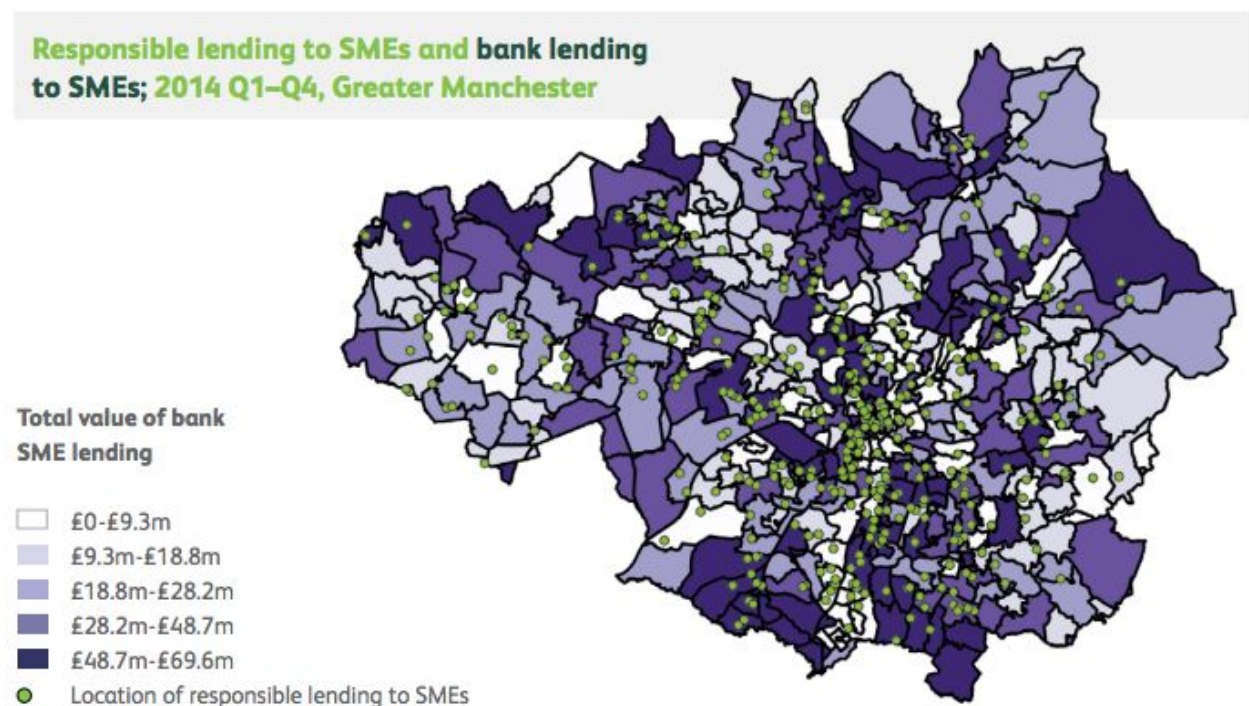 Responsible lending to SMEs and bank lending
to SMEs; 2014 Q1–Q4, Greater Manchester
Total value of bank
SME lending
£0-£9.3m
£9.3m-£18.8m
£18.8m-£28.2m
£28.2m-£48.7m
£48.7m-£69.6m
Location of responsible lending to SMEs